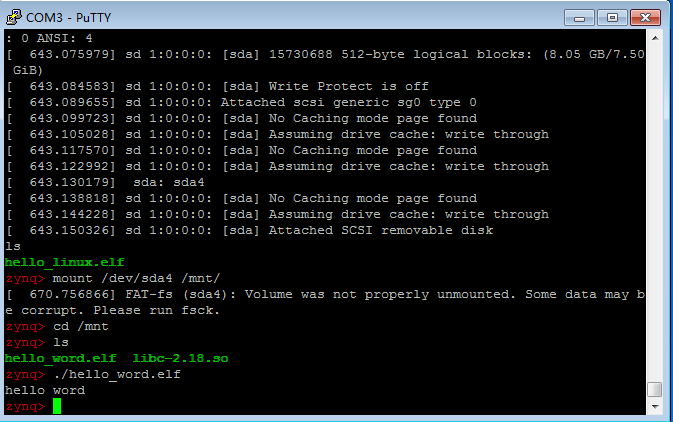 COM3 - PuTTY
: 0 ANSI: 4
[  643.075979] sd 1:0:0:0: [sda] 15730688 512-byte logical blocks: (8.05 GB/7.50
 GiB)
[  643.084583] sd 1:0:0:0: [sda] Write Protect is off
[  643.089655] sd 1:0:0:0: Attached scsi generic sg0 type 0
[  643.099723] sd 1:0:0:0: [sda] No Caching mode page found
[  643.105028] sd 1:0:0:0: [sda] Assuming drive cache: write through
[  643.117570] sd 1:0:0:0: [sda] No Caching mode page found
[  643.122992] sd 1:0:0:0: [sda] Assuming drive cache: write through
[  643.130179]  sda: sda4
[  643.138818] sd 1:0:0:0: [sda] No Caching mode page found
[  643.144228] sd 1:0:0:0: [sda] Assuming drive cache: write through
[  643.150326] sd 1:0:0:0: [sda] Attached SCSI removable disk
ls
hello_linux.elf
zynq> mount /dev/sda4 /mnt/
[  670.756866] FAT-fs (sda4): Volume was not properly unmounted. Some data may b
e corrupt. Please run fsck.
zynq> cd /mnt
zynq> ls
hello_word.elf  libc-2.18.so
zynq> ./hello_word.elf
hello word
zynq>